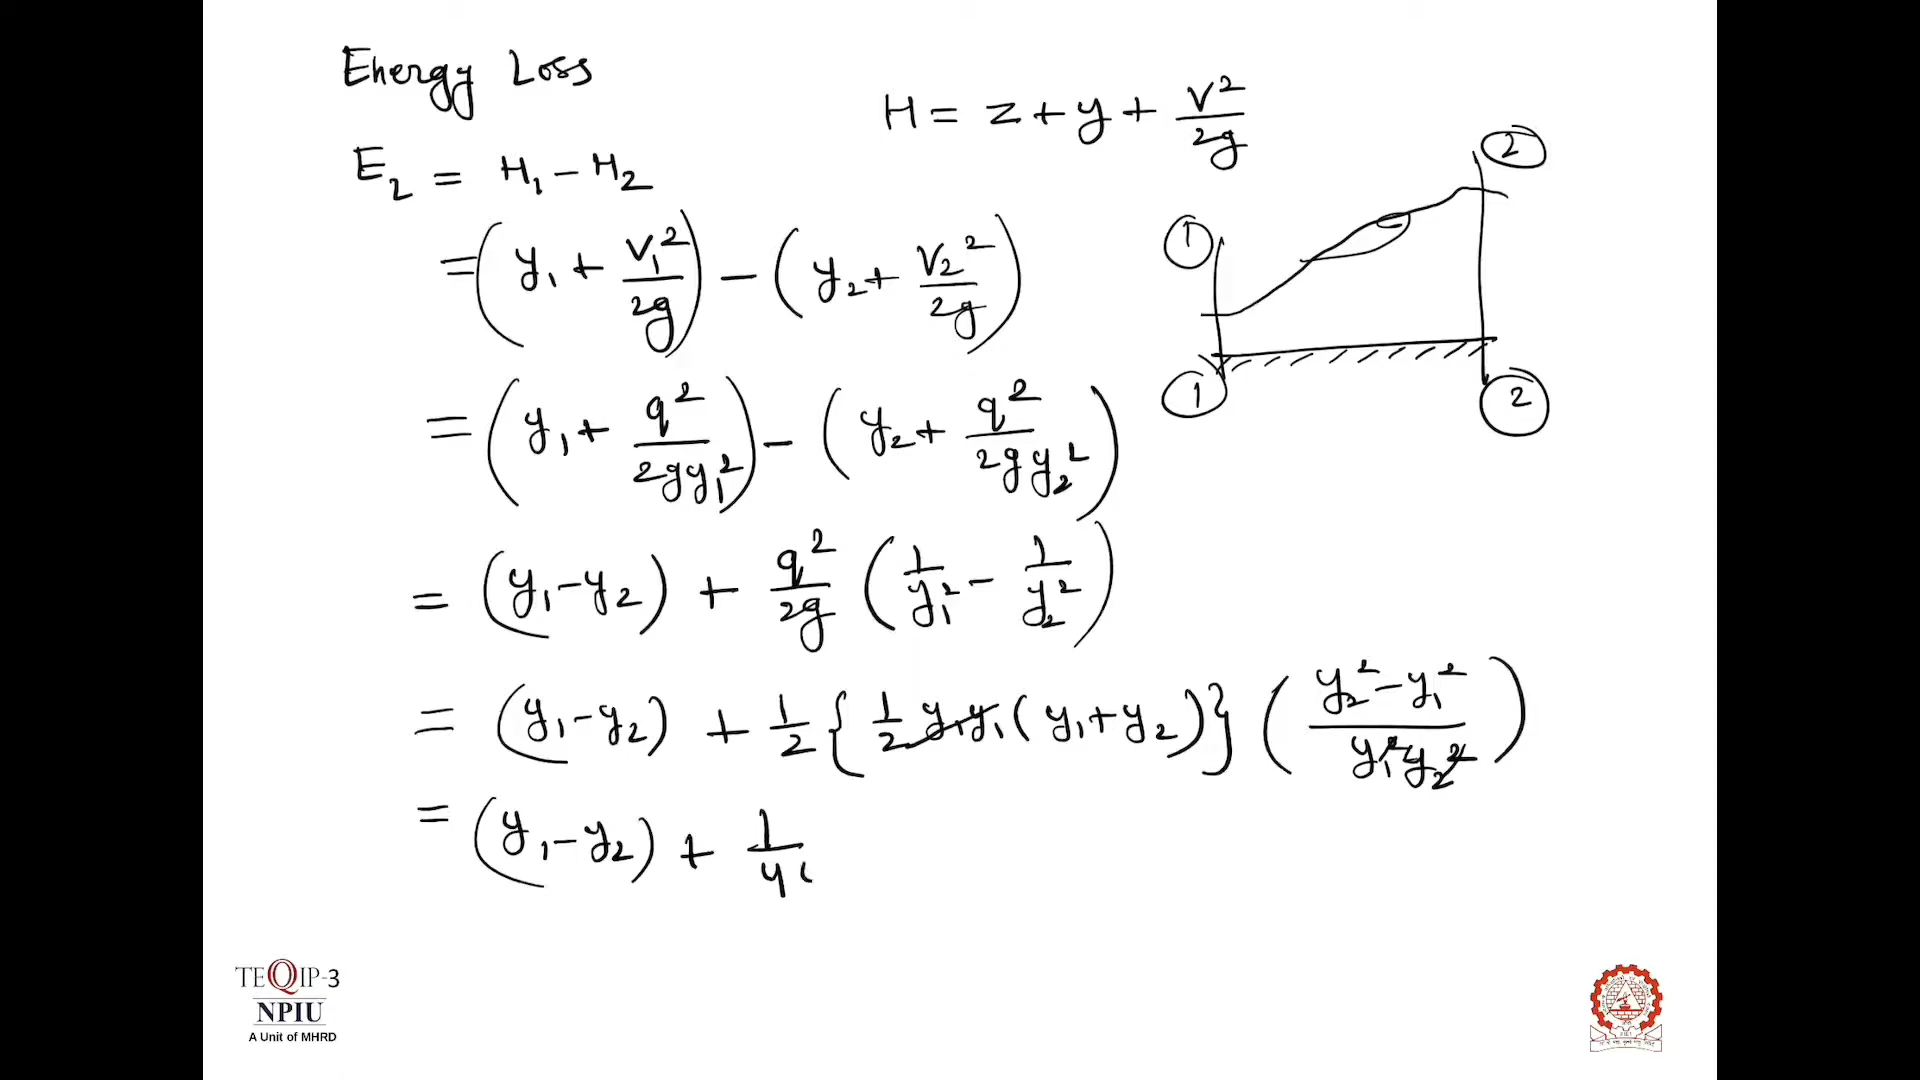 Energy Loss
H = z + y + V²/2g
E₂ = H₁ - H₂
= (y₁ + V₁²/2g) - (y₂ + V₂²/2g)
= (y₁ + q²/2gy₁²) - (y₂ + q²/2gy₂²)
= (y₁-y₂) + q²/2g (1/y₁² - 1/y₂²)
= (y₁-y₂) + 1/2 {1/2 y₁y₁ (y₁+y₂)} (y₂²-y₁² / y₁²y₂²)
= (y₁-y₂) + 1/4(
1
2
1
2
TEQIP-3
NPIU
A Unit of MHRD